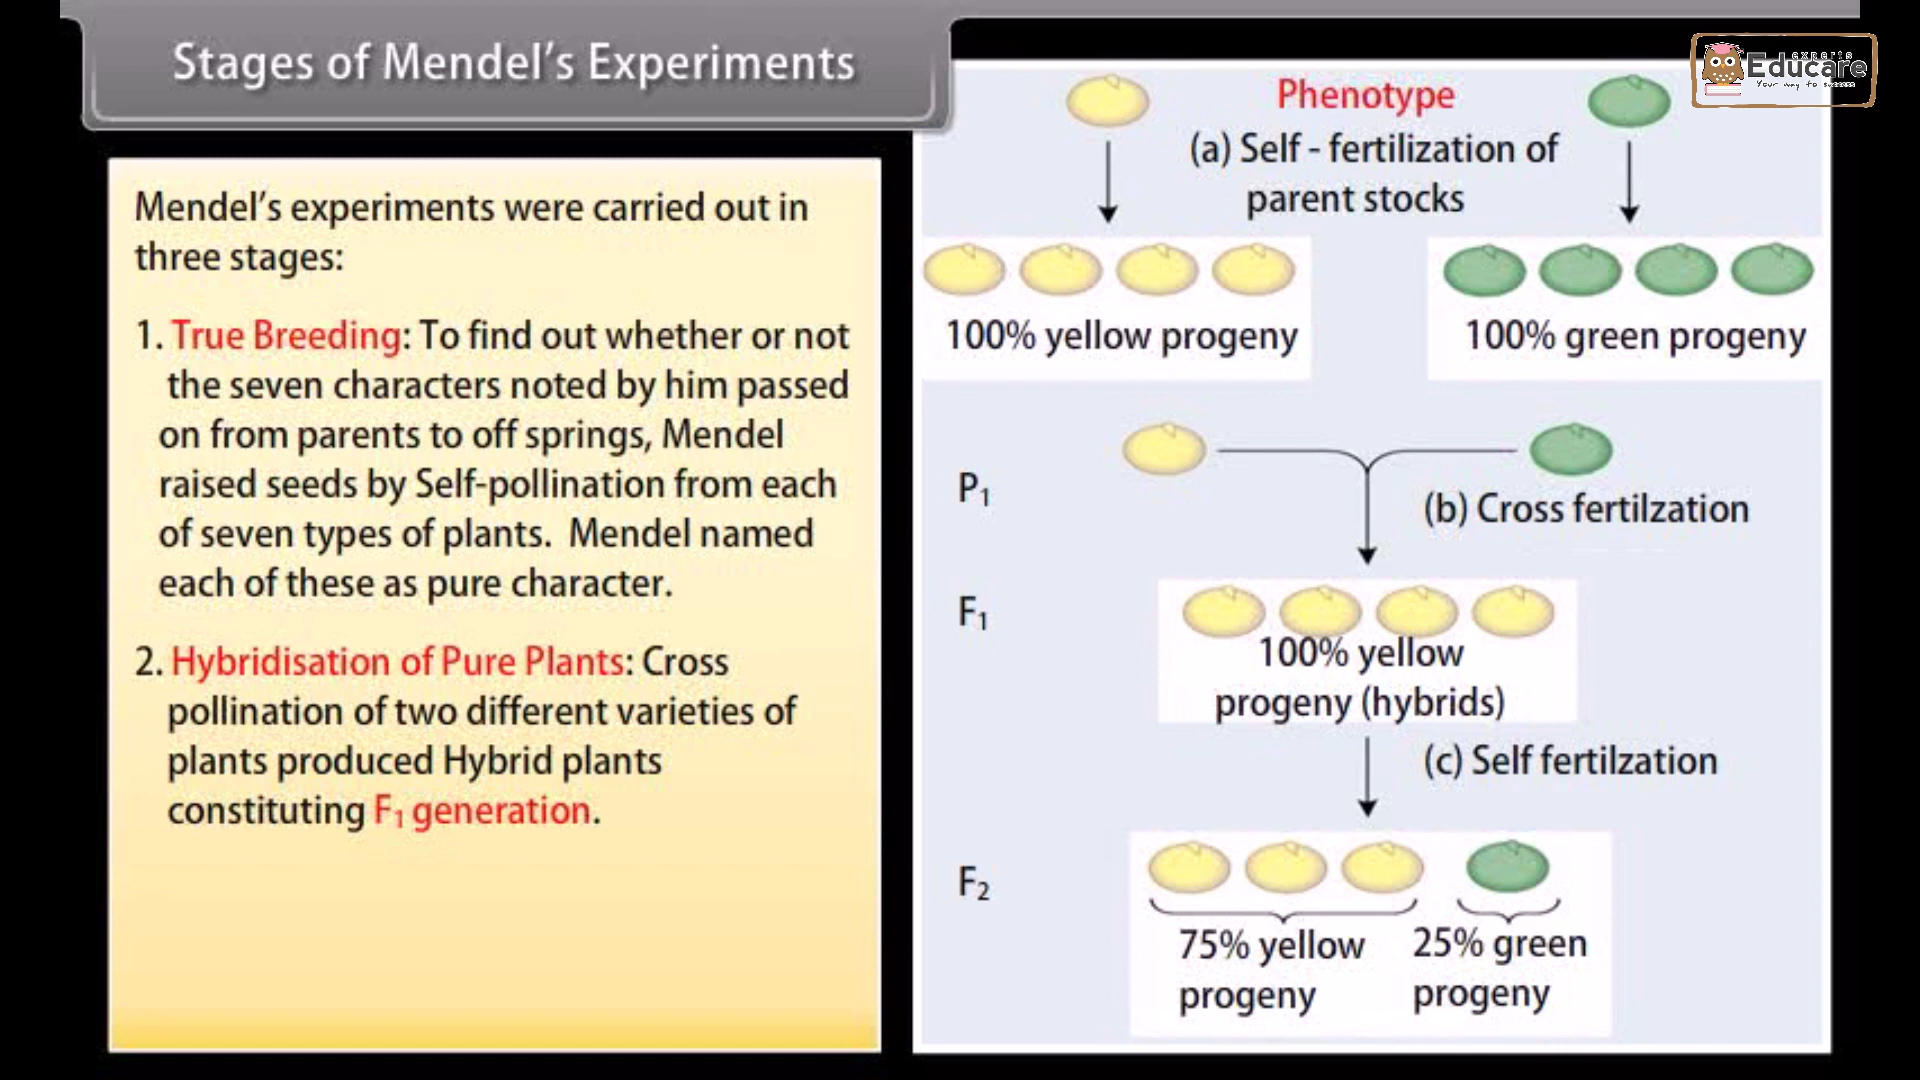 Stages of Mendel's Experiments
experts
Educare
Your way to success
Mendel's experiments were carried out in
three stages:
1. True Breeding: To find out whether or not
the seven characters noted by him passed
on from parents to off springs, Mendel
raised seeds by Self-pollination from each
of seven types of plants. Mendel named
each of these as pure character.
2. Hybridisation of Pure Plants: Cross
pollination of two different varieties of
plants produced Hybrid plants
constituting F₁ generation.
Phenotype
(a) Self - fertilization of
parent stocks
100% yellow progeny
100% green progeny
P₁
(b) Cross fertilzation
F₁
100% yellow
progeny (hybrids)
(c) Self fertilzation
F₂
75% yellow
progeny
25% green
progeny